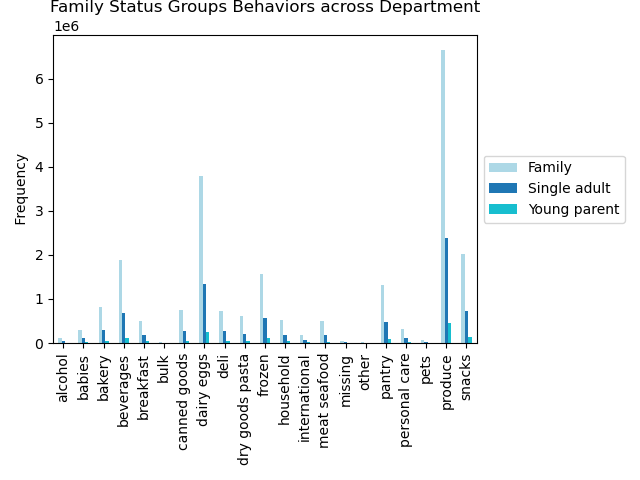 Family Status Groups Behaviors across Department
1e6
6
5
4
3
2
1
0
Frequency
Family
Single adult
Young parent
alcohol
babies
bakery
beverages
breakfast
bulk
canned goods
dairy eggs
deli
dry goods pasta
frozen
household
international
meat seafood
missing
other
pantry
personal care
pets
produce
snacks